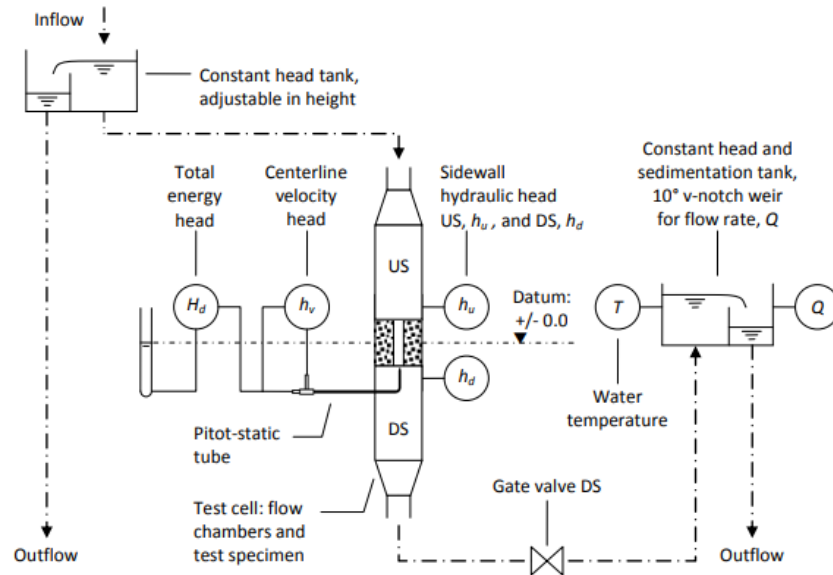 Inflow
Constant head tank,
adjustable in height
Total
energy
head
Centerline
velocity
head
Sidewall
hydraulic head
US, hu , and DS, hd
Constant head and
sedimentation tank,
10° v-notch weir
for flow rate, Q
US
Hd
hv
hu
Datum:
+/- 0.0
T
Q
hd
Water
temperature
Pitot-static
tube
DS
Test cell: flow
chambers and
test specimen
Gate valve DS
Outflow
Outflow